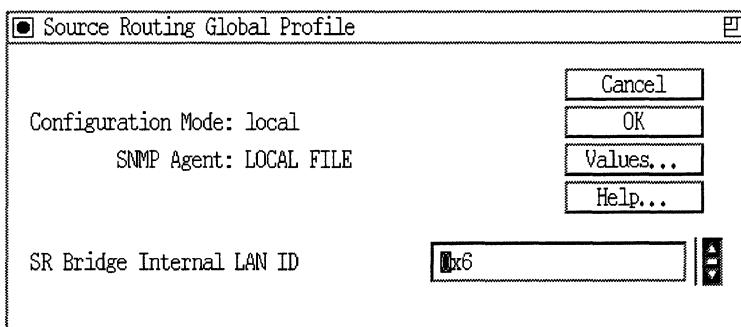 Source Routing Global Profile
Cancel
Configuration Mode: local
OK
SNMP Agent: LOCAL FILE
Values...
Help...
SR Bridge Internal LAN ID
0x6